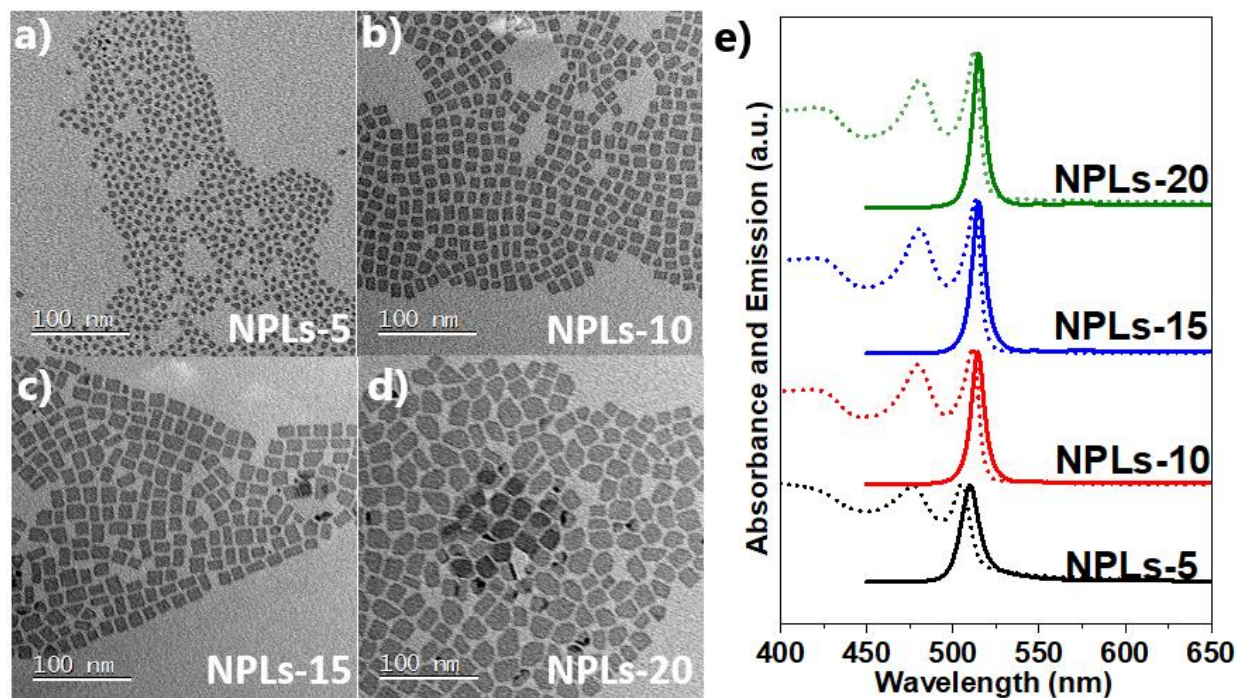 a)
100 nm
NPLs-5
b)
100 nm
NPLs-10
c)
100 nm
NPLs-15
d)
100 nm
NPLs-20
e)
Absorbance and Emission (a.u.)
NPLs-20
NPLs-15
NPLs-10
NPLs-5
400 450 500 550 600 650
Wavelength (nm)